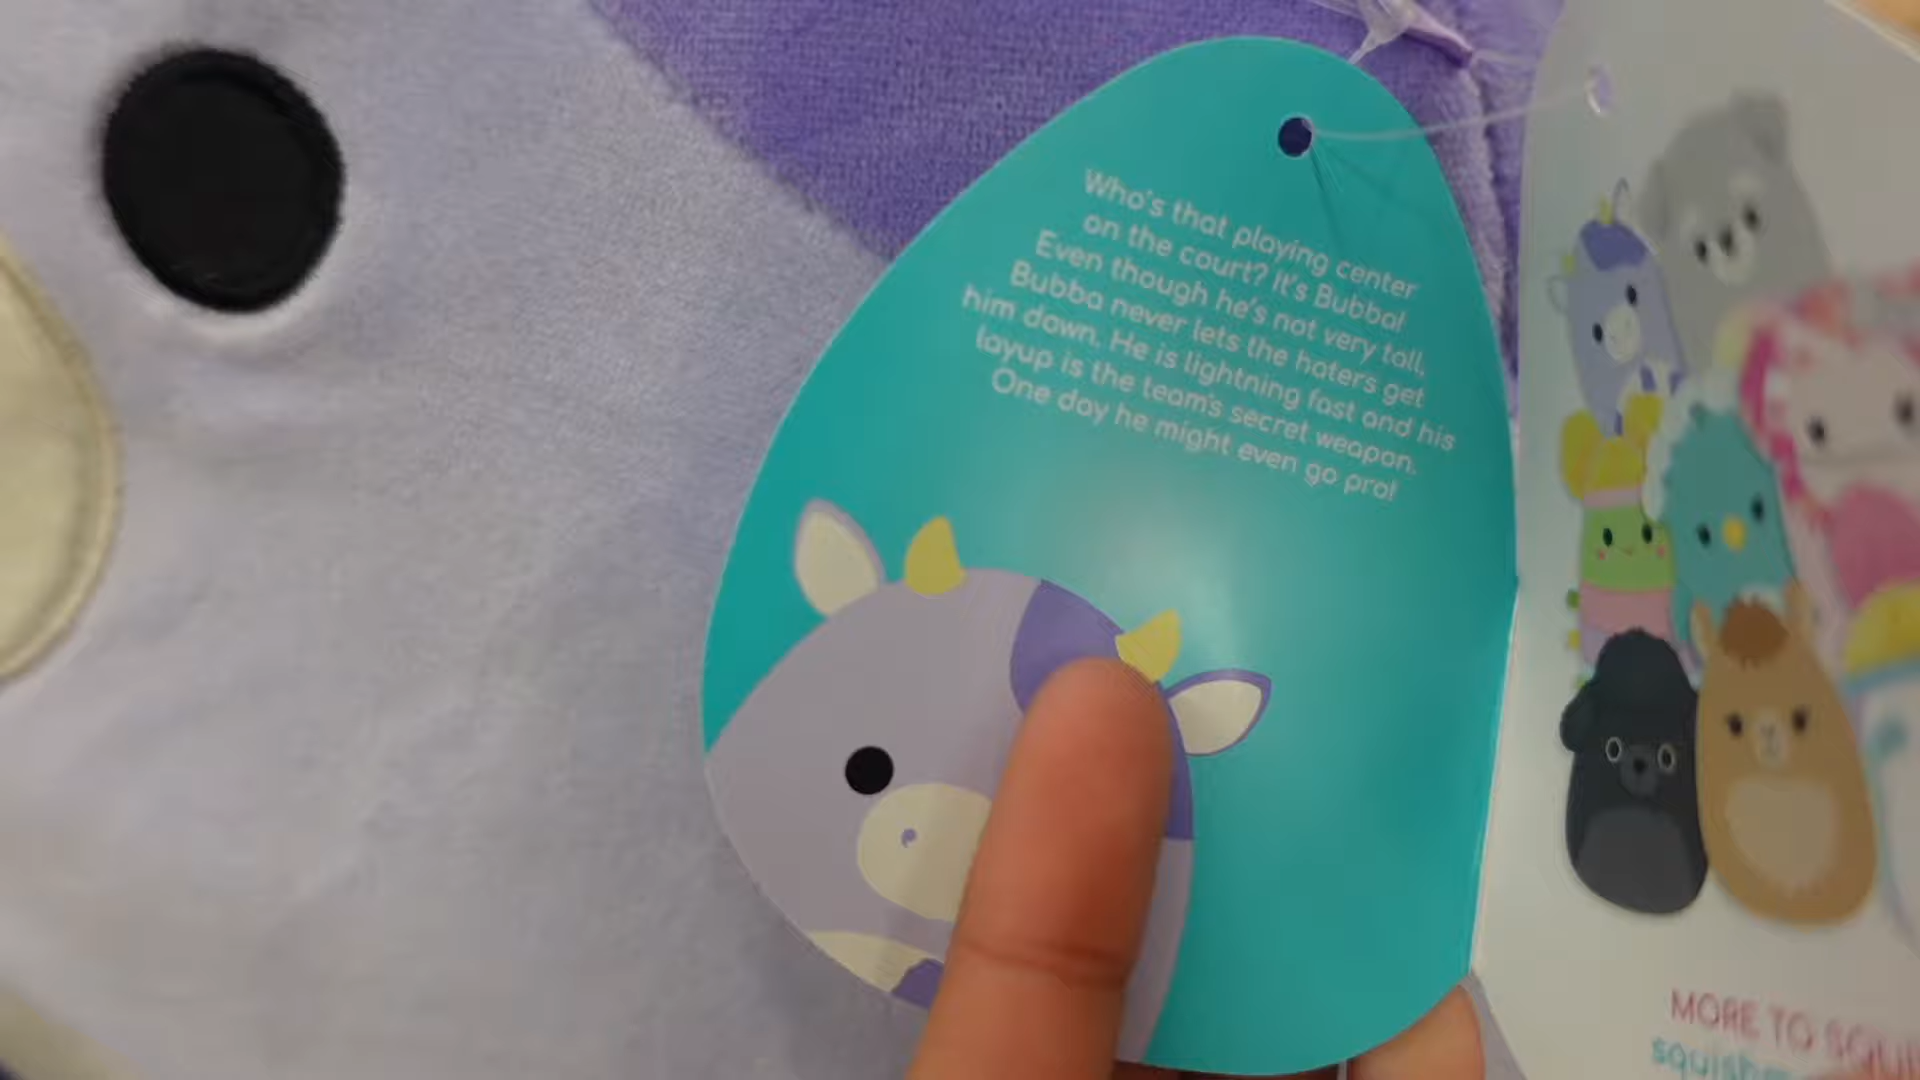 Who's that playing center
on the court? It's Bubba!
Even though he's not very tall,
Bubba never lets the haters get
him down. He is lightning fast and his
layup is the team's secret weapon.
One day he might even go pro!
MORE TO